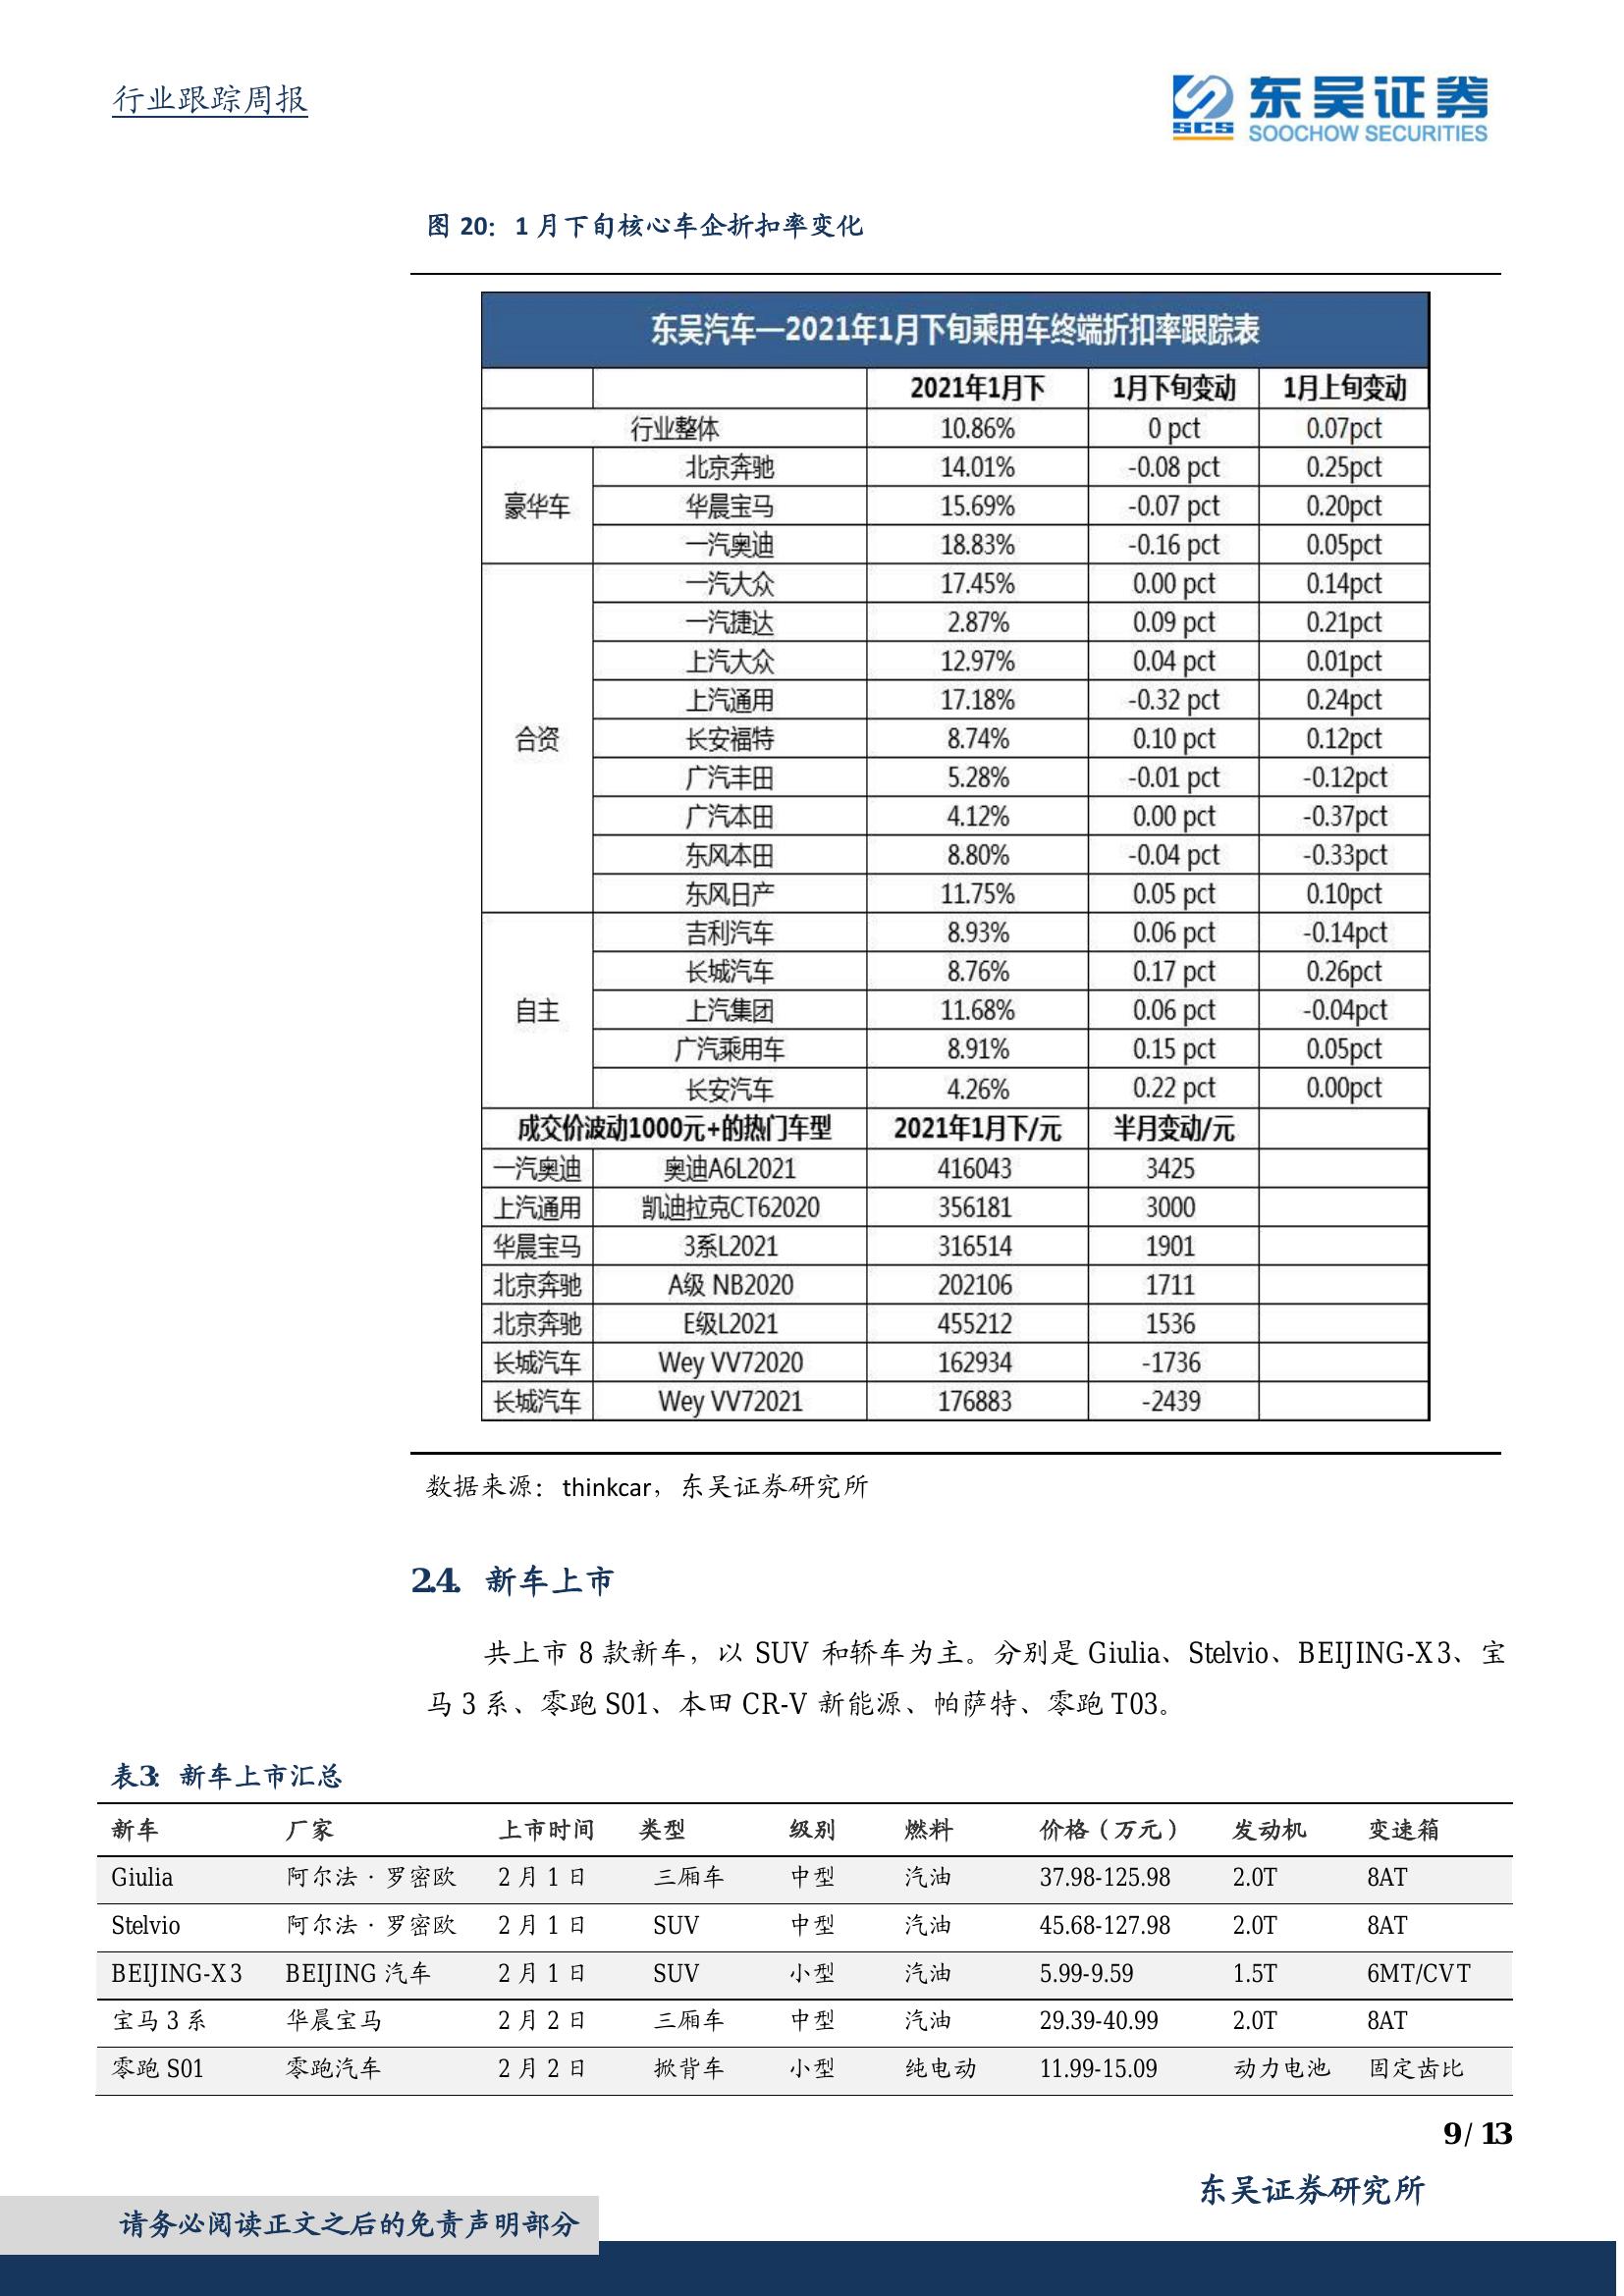 行业跟踪周报
东吴证券
SCS
SOOCHOW SECURITIES
图 20：1 月下旬核心车企折扣率变化
东吴汽车—2021年1月下旬乘用车终端折扣率跟踪表
2021年1月下 1月下旬变动 1月上旬变动
行业整体 10.86% 0 pct 0.07pct
豪华车
北京奔驰 14.01% -0.08 pct 0.25pct
华晨宝马 15.69% -0.07 pct 0.20pct
一汽奥迪 18.83% -0.16 pct 0.05pct
合资
一汽大众 17.45% 0.00 pct 0.14pct
一汽捷达 2.87% 0.09 pct 0.21pct
上汽大众 12.97% 0.04 pct 0.01pct
上汽通用 17.18% -0.32 pct 0.24pct
长安福特 8.74% 0.10 pct 0.12pct
广汽丰田 5.28% -0.01 pct -0.12pct
广汽本田 4.12% 0.00 pct -0.37pct
东风本田 8.80% -0.04 pct -0.33pct
东风日产 11.75% 0.05 pct 0.10pct
自主
吉利汽车 8.93% 0.06 pct -0.14pct
长城汽车 8.76% 0.17 pct 0.26pct
上汽集团 11.68% 0.06 pct -0.04pct
广汽乘用车 8.91% 0.15 pct 0.05pct
长安汽车 4.26% 0.22 pct 0.00pct
成交价波动1000元+的热门车型 2021年1月下/元 半月变动/元
一汽奥迪 奥迪A6L2021 416043 3425
上汽通用 凯迪拉克CT62020 356181 3000
华晨宝马 3系L2021 316514 1901
北京奔驰 A级 NB2020 202106 1711
北京奔驰 E级L2021 455212 1536
长城汽车 Wey VV72020 162934 -1736
长城汽车 Wey VV72021 176883 -2439
数据来源：thinkcar，东吴证券研究所
2.4. 新车上市
共上市 8 款新车，以 SUV 和轿车为主。分别是 Giulia、Stelvio、BEIJING-X3、宝
马 3 系、零跑 S01、本田 CR-V 新能源、帕萨特、零跑 T03。
表3：新车上市汇总
新车 厂家 上市时间 类型 级别 燃料 价格（万元） 发动机 变速箱
Giulia 阿尔法·罗密欧 2 月 1 日 三厢车 中型 汽油 37.98-125.98 2.0T 8AT
Stelvio 阿尔法·罗密欧 2 月 1 日 SUV 中型 汽油 45.68-127.98 2.0T 8AT
BEIJING-X3 BEIJING 汽车 2 月 1 日 SUV 小型 汽油 5.99-9.59 1.5T 6MT/CVT
宝马 3 系 华晨宝马 2 月 2 日 三厢车 中型 汽油 29.39-40.99 2.0T 8AT
零跑 S01 零跑汽车 2 月 2 日 掀背车 小型 纯电动 11.99-15.09 动力电池 固定齿比
9 / 13
东吴证券研究所
请务必阅读正文之后的免责声明部分